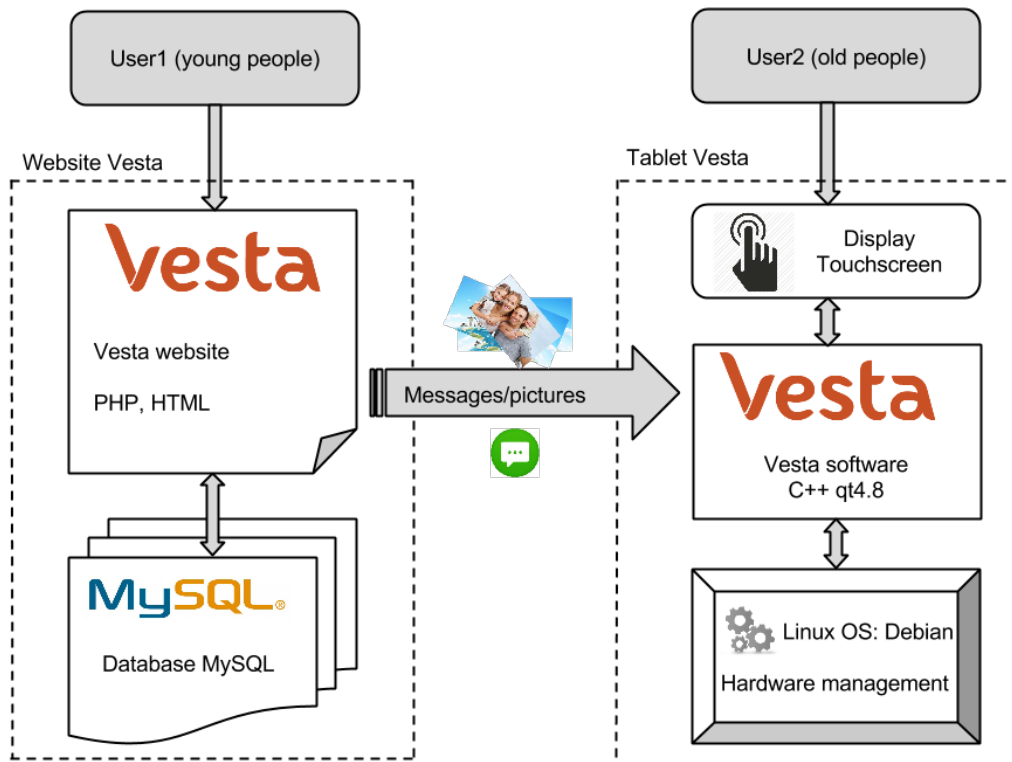 User1 (young people)
User2 (old people)
Website Vesta
Tablet Vesta
Vesta
Vesta website
PHP, HTML
MySQL®
Database MySQL
Messages/pictures
Display
Touchscreen
Vesta
Vesta software
C++ qt4.8
Linux OS: Debian
Hardware management